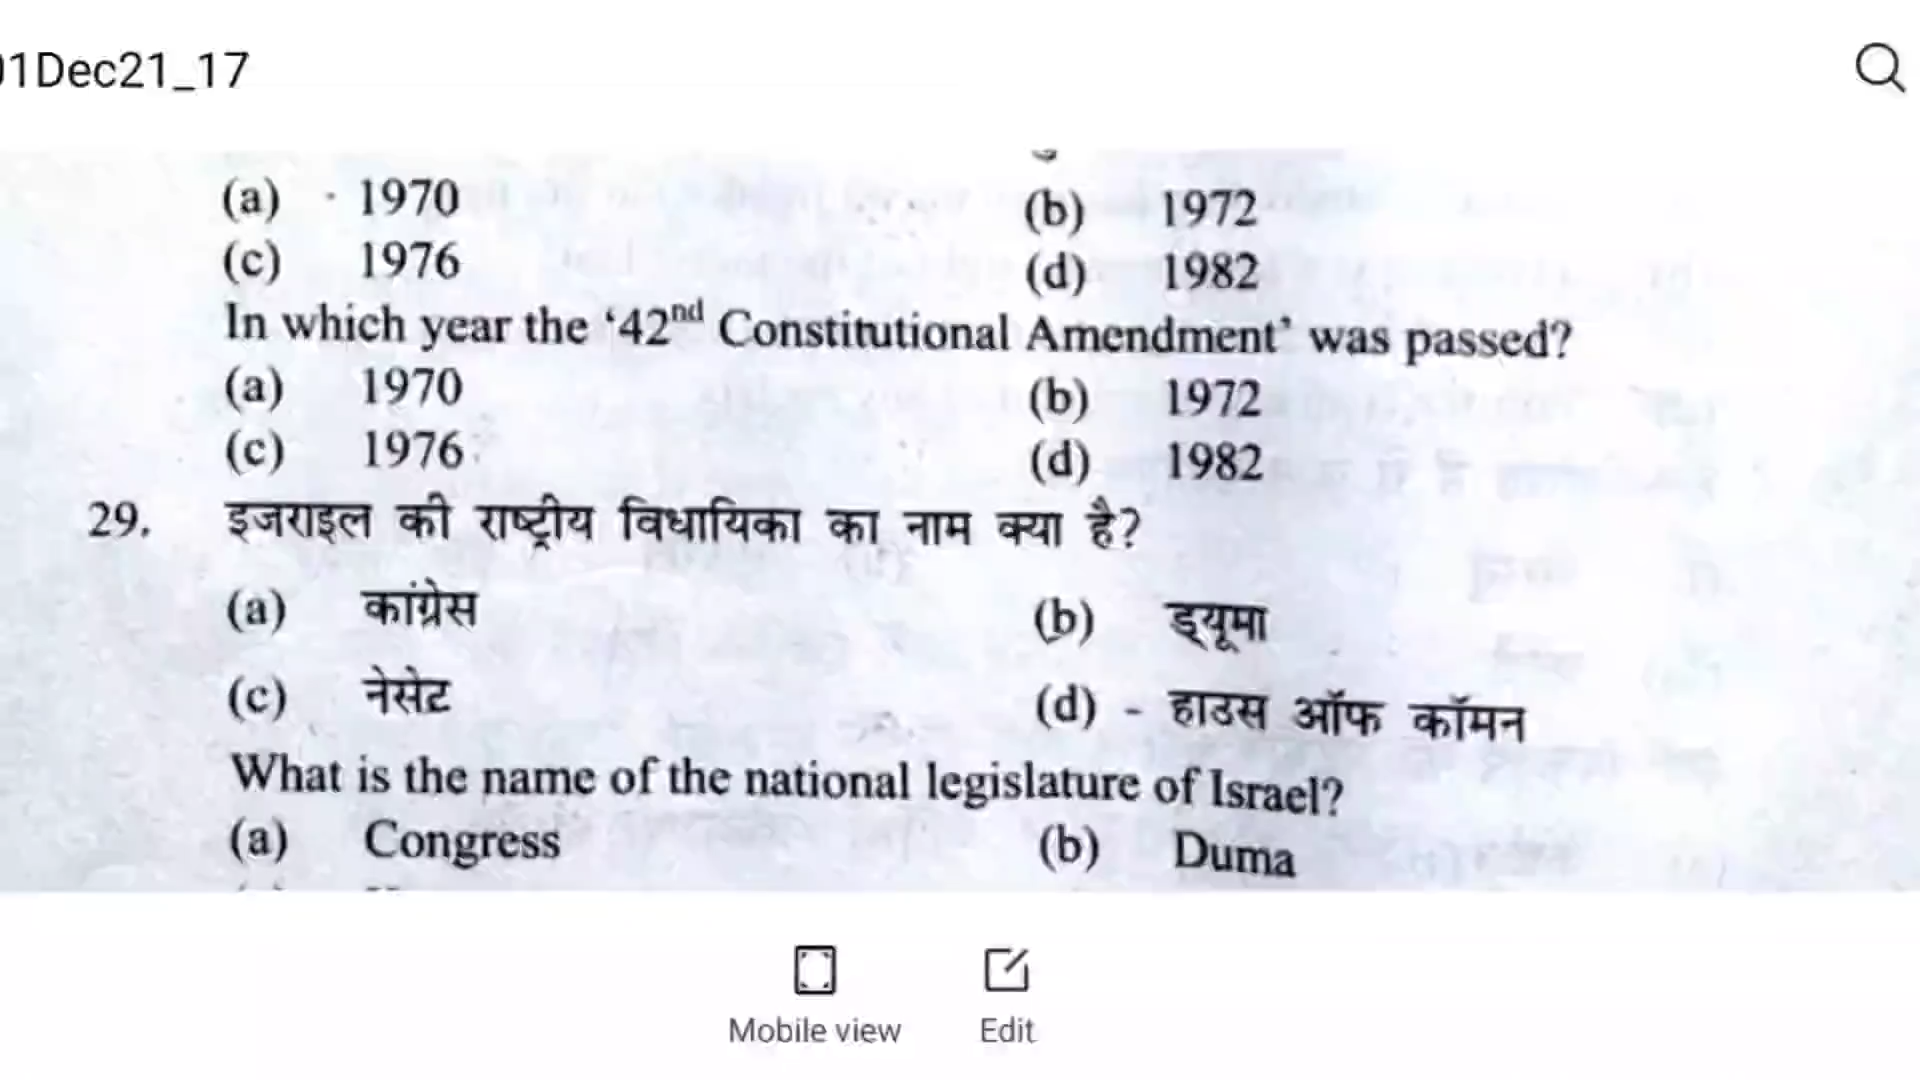 01Dec21_17
(a) 1970 (b) 1972
(c) 1976 (d) 1982
In which year the ‘42nd Constitutional Amendment’ was passed?
(a) 1970 (b) 1972
(c) 1976 (d) 1982
29. इजराइल की राष्ट्रीय विधायिका का नाम क्या है?
(a) कांग्रेस (b) ड्यूमा
(c) नेसेट (d) - हाउस ऑफ कॉमन
What is the name of the national legislature of Israel?
(a) Congress (b) Duma
Mobile view Edit